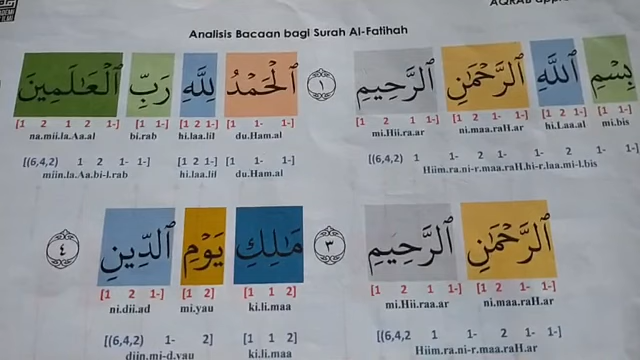 AQRAB appr
Analisis Bacaan bagi Surah Al-Fatihah
بِسْمِ ٱللَّهِ ٱلرَّحْمَٰنِ ٱلرَّحِيمِ ١ ٱلْحَمْدُ لِلَّهِ رَبِّ ٱلْعَٰلَمِينَ
[1 2 1 2 1-] [1 1-] [1 2 1-] [1 1- 1-] [1 2 1 1-] [1 2 1- 1-] [1 2 1-] [1 1-]
na.mii.la.Aa.al bi.rab hi.laa.lil du.Ham.al mi.Hii.ra.ar ni.maa.raH.ar hi.Laa.al mi.bis
[(6,4,2) 1 2 1- 1-] [1 2 1-] [1 1- 1-] [(6,4,2) 1 1- 2 1- 1- 2 1- 1-]
miin.la.Aa.bi-l.rab hi.laa.lil du.Ham.al Hiim.ra.ni-r.maa.raH.hi-r.laa.mi-l.bis
ٱلرَّحْمَٰنِ ٱلرَّحِيمِ ٣ مَٰلِكِ يَوْمِ ٱلدِّينِ ٤
[1 2 1-] [1 2] [1 1 2] [1 2 1 1-] [1 2 1- 1-]
ni.dii.ad mi.yau ki.li.maa mi.Hii.raa.ar ni.maa.raH.ar
[(6,4,2) 1- 2] [1 1 2] [(6,4,2 1 1- 2 1- 1-]
diin.mi-d.yau ki.li.maa Hiim.ra.ni-r.maa.raH.ar